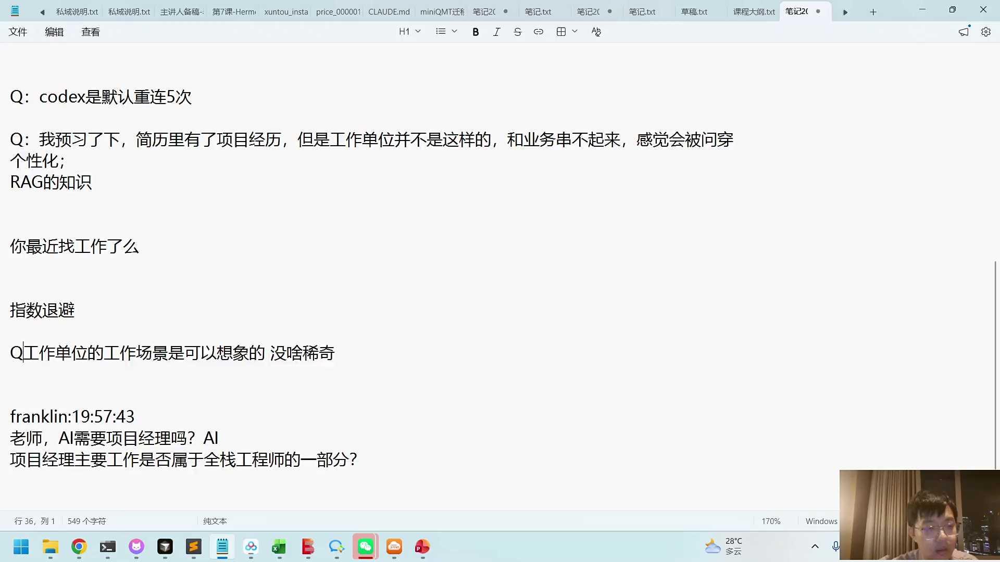 私域说明.txt
私域说明.txt
主讲人备稿-
第7课-Herm
xuntou_insta
price_000001
CLAUDE.md
miniQMT迁移
笔记20
笔记.txt
笔记20
笔记.txt
草稿.txt
课程大纲.txt
笔记20
文件 编辑 查看 H1 B I S
Q：codex是默认重连5次
Q：我预习了下，简历里有了项目经历，但是工作单位并不是这样的，和业务串不起来，感觉会被问穿
个性化；
RAG的知识
你最近找工作了么
指数退避
Q工作单位的工作场景是可以想象的 没啥稀奇
franklin:19:57:43
老师，AI需要项目经理吗？AI
项目经理主要工作是否属于全栈工程师的一部分？
行 36，列 1 549 个字符 纯文本 170% Windows
28°C
多云